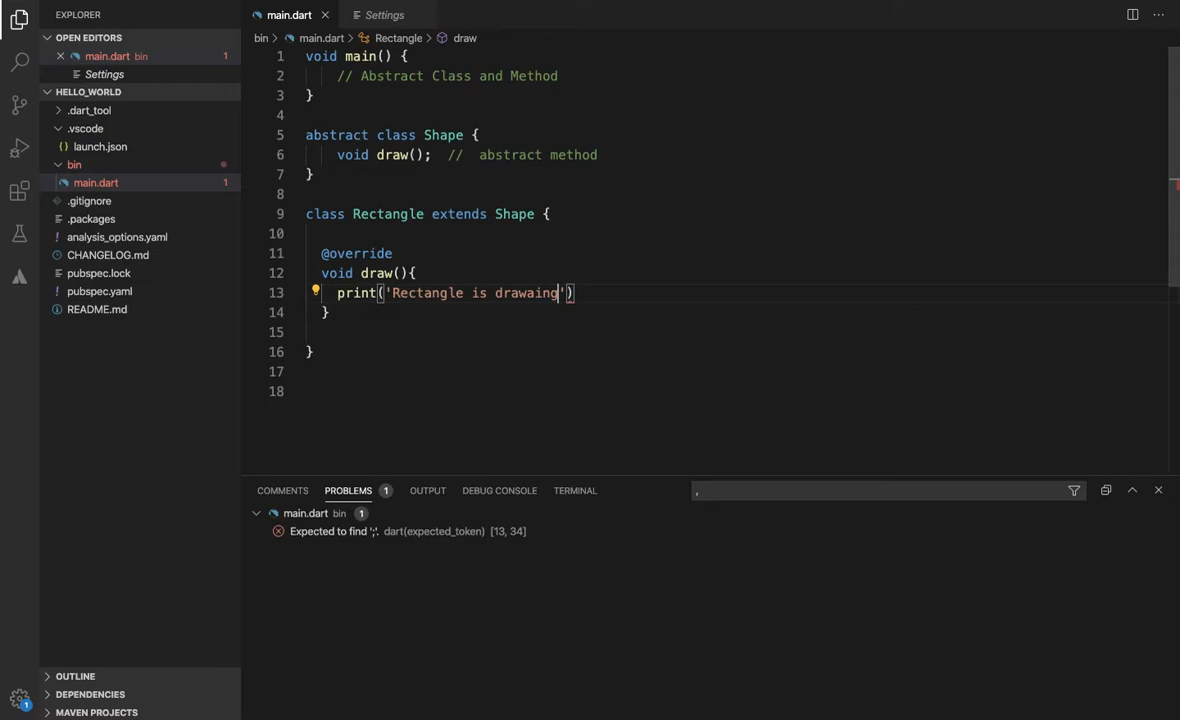 EXPLORER
OPEN EDITORS
main.dart bin 1
Settings
HELLO_WORLD
.dart_tool
.vscode
launch.json
bin
main.dart 1
.gitignore
.packages
analysis_options.yaml
CHANGELOG.md
pubspec.lock
pubspec.yaml
README.md
OUTLINE
DEPENDENCIES
MAVEN PROJECTS
1
main.dart Settings
bin > main.dart > Rectangle > draw
1 void main() {
2 // Abstract Class and Method
3 }
4
5 abstract class Shape {
6 void draw(); //  abstract method
7 }
8
9 class Rectangle extends Shape {
10
11 @override
12 void draw(){
13 print('Rectangle is drawaing')
14 }
15
16 }
17
18
COMMENTS PROBLEMS 1 OUTPUT DEBUG CONSOLE TERMINAL ,
main.dart bin 1
Expected to find ';'. dart(expected_token) [13, 34]